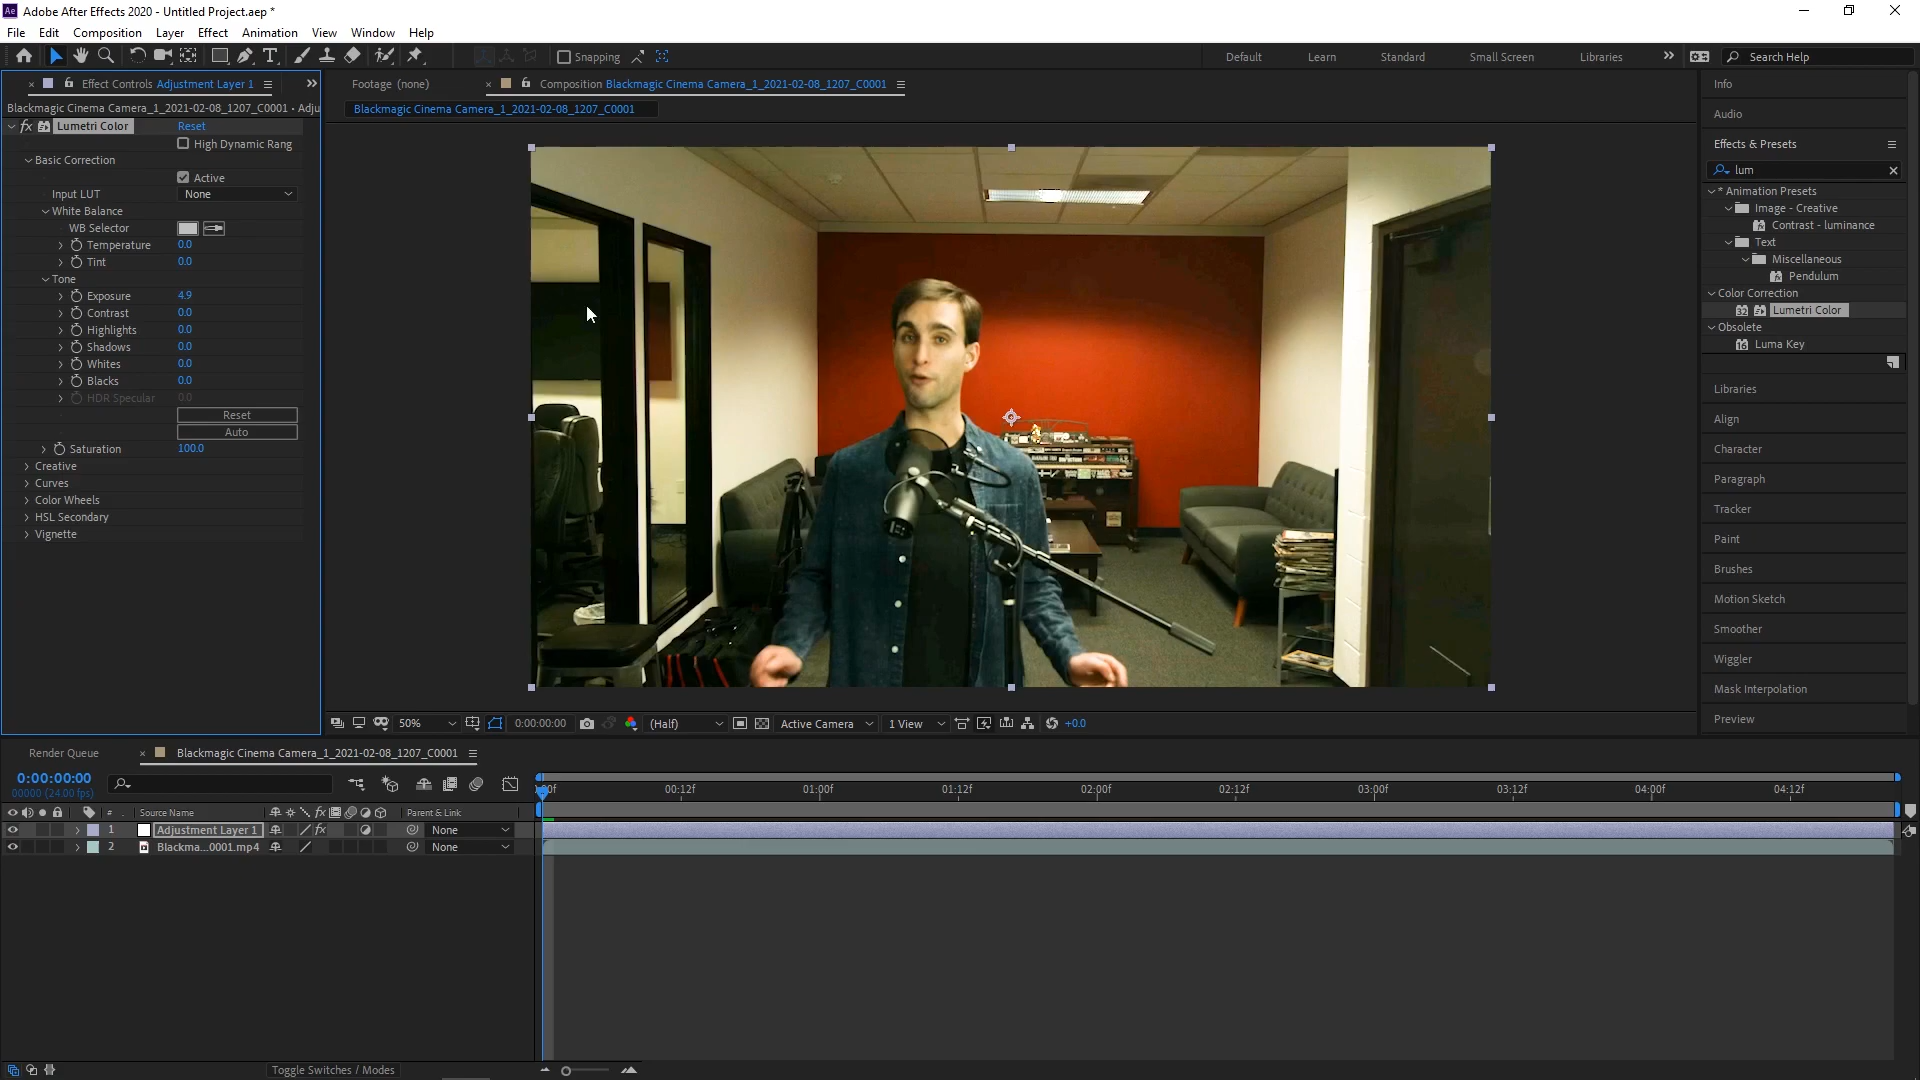 Ae Adobe After Effects 2020 - Untitled Project.aep *
File Edit Composition Layer Effect Animation View Window Help
Snapping Default Learn Standard Small Screen Libraries Search Help
Effect Controls Adjustment Layer 1
Blackmagic Cinema Camera_1_2021-02-08_1207_C0001 • Adju
fx Lumetri Color Reset
High Dynamic Rang
Basic Correction
Active
Input LUT None
White Balance
WB Selector
Temperature 0.0
Tint 0.0
Tone
Exposure 4.9
Contrast 0.0
Highlights 0.0
Shadows 0.0
Whites 0.0
Blacks 0.0
HDR Specular 0.0
Reset
Auto
Saturation 100.0
Creative
Curves
Color Wheels
HSL Secondary
Vignette
Footage (none) Composition Blackmagic Cinema Camera_1_2021-02-08_1207_C0001
Blackmagic Cinema Camera_1_2021-02-08_1207_C0001
50% 0:00:00:00 (Half) Active Camera 1 View +0.0
Info
Audio
Effects & Presets
lum
* Animation Presets
Image - Creative
Contrast - luminance
Text
Miscellaneous
Pendulum
Color Correction
32 Lumetri Color
Obsolete
16 Luma Key
Libraries
Align
Character
Paragraph
Tracker
Paint
Brushes
Motion Sketch
Smoother
Wiggler
Mask Interpolation
Preview
Render Queue Blackmagic Cinema Camera_1_2021-02-08_1207_C0001
0:00:00:00
00000 (24.00 fps)
00:12f 01:00f 01:12f 02:00f 02:12f 03:00f 03:12f 04:00f 04:12f
# Source Name fx Parent & Link
1 Adjustment Layer 1 fx None
2 Blackma...0001.mp4 None
Toggle Switches / Modes